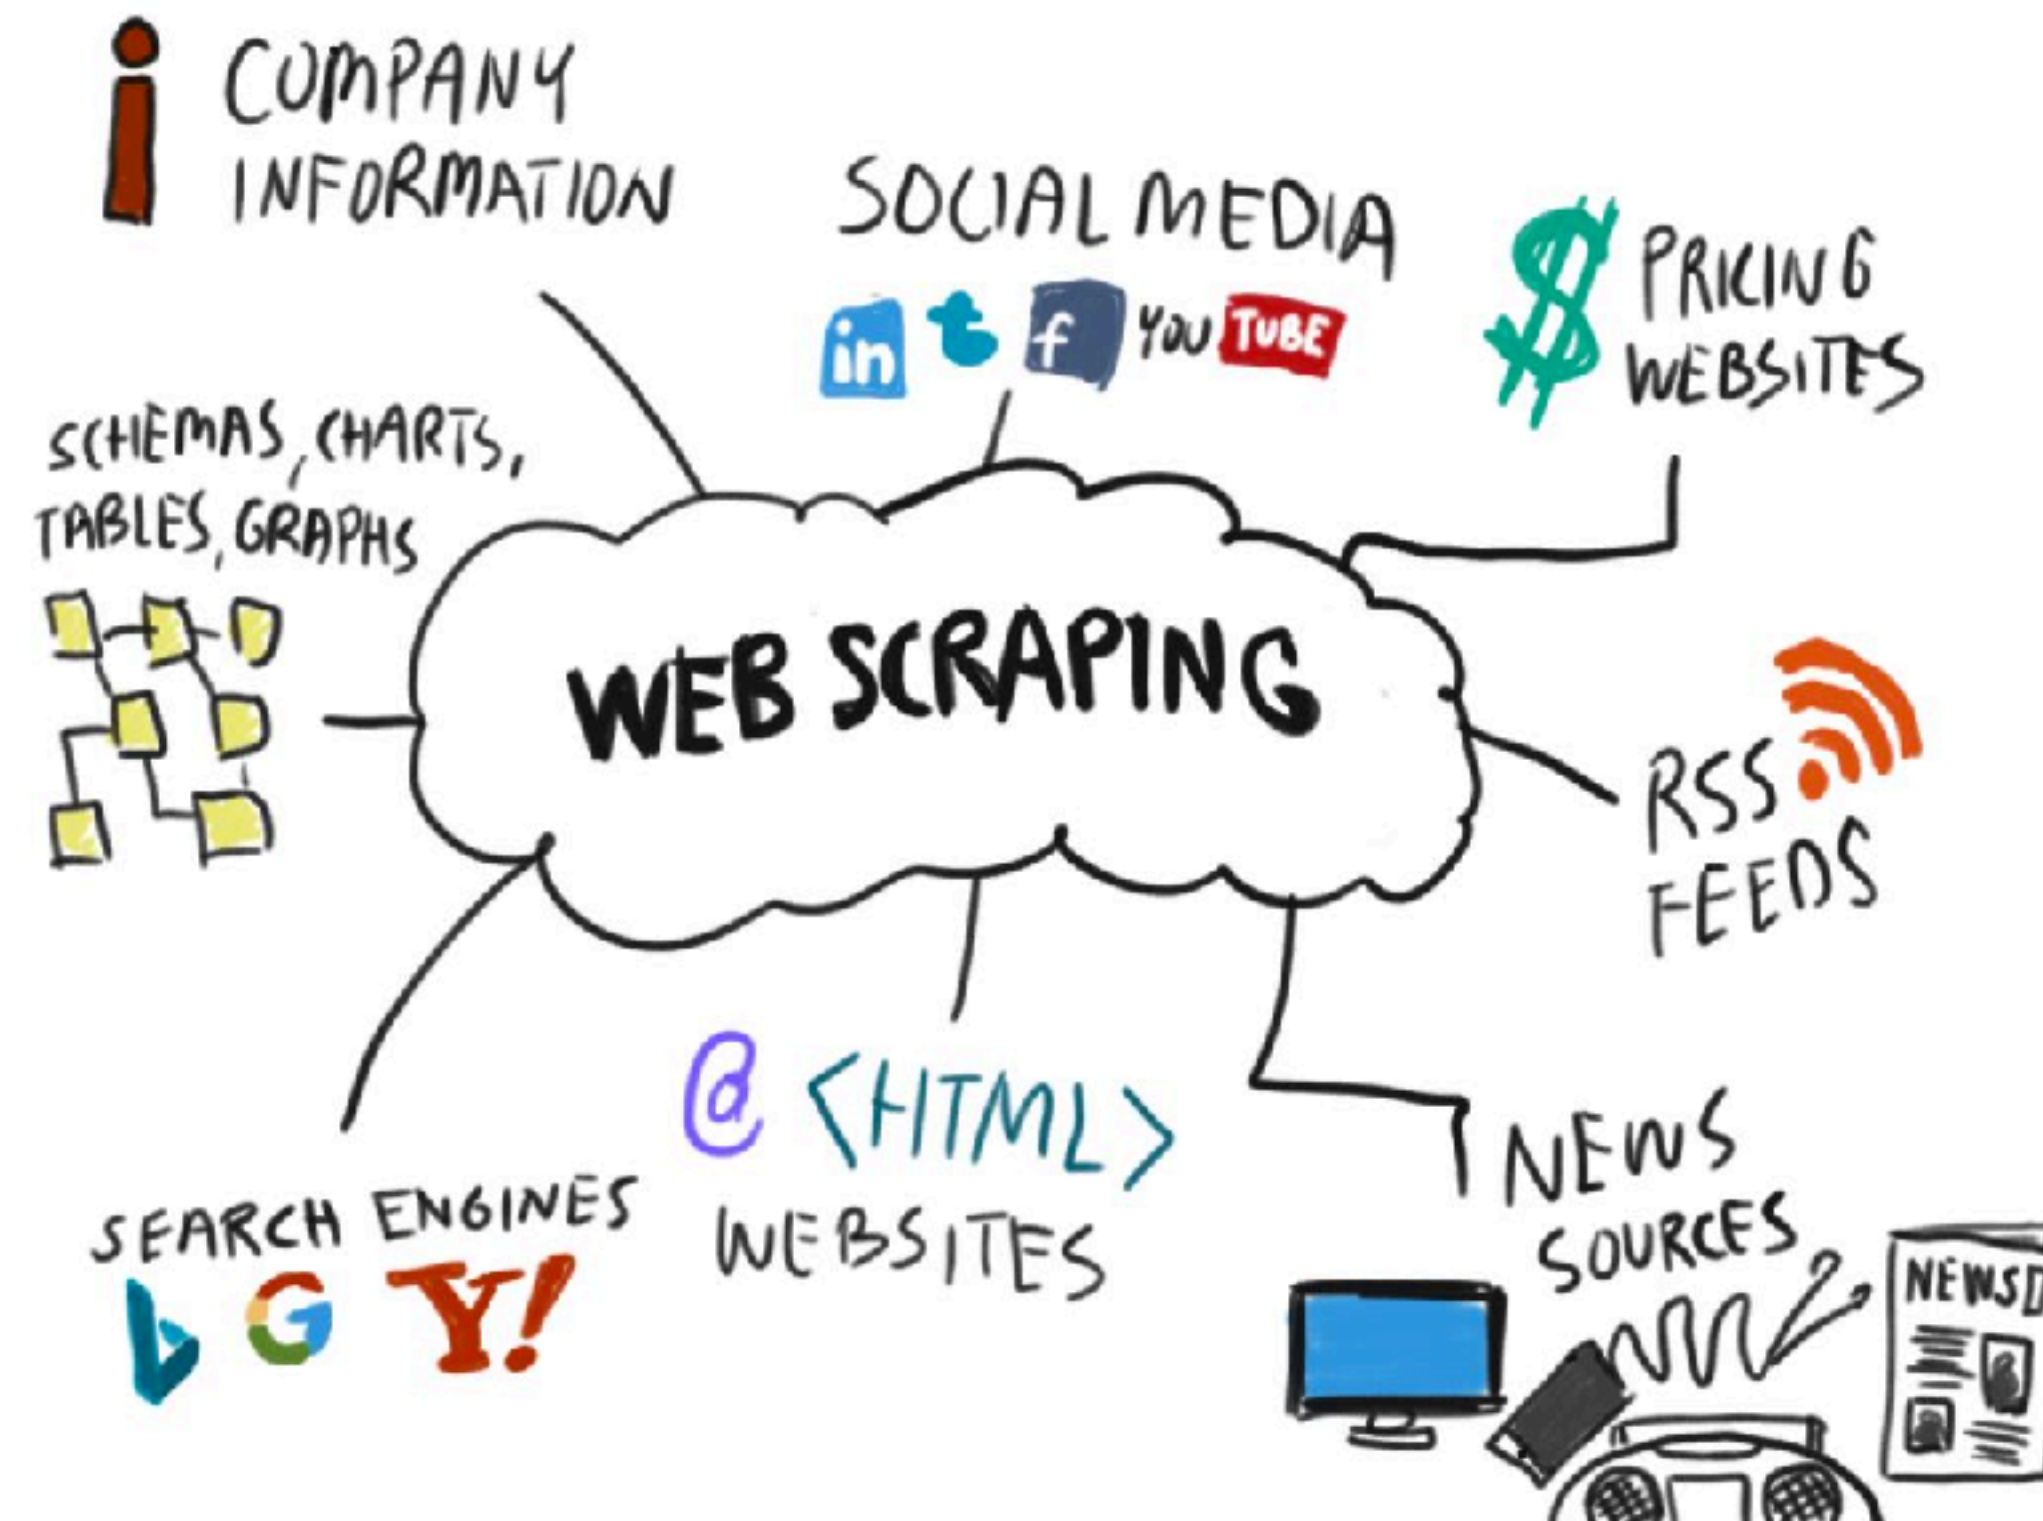 COMPANY
INFORMATION
SOCIAL MEDIA
in t f YOU TUBE
$ PRICING
WEBSITES
SCHEMAS, CHARTS,
TABLES, GRAPHS
WEB SCRAPING
RSS
FEEDS
SEARCH ENGINES
b G Y!
@ <HTML>
WEBSITES
NEWS
SOURCES
NEWS